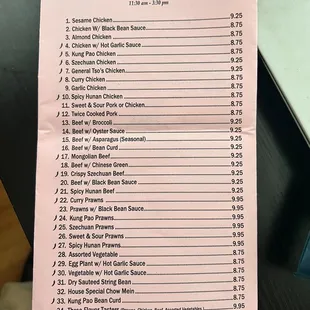 11:30 am - 3:30 pm
1. Sesame Chicken 9.25
2. Chicken W/ Black Bean Sauce 8.75
3. Almond Chicken 8.75
4. Chicken w/ Hot Garlic Sauce 8.75
5. Kung Pao Chicken 8.75
6. Szechuan Chicken 8.75
7. General Tso's Chicken 9.25
8. Curry Chicken 8.75
9. Garlic Chicken 8.75
10. Spicy Hunan Chicken 8.75
11. Sweet & Sour Pork or Chicken 8.75
12. Twice Cooked Pork 8.75
13. Beef w/ Broccoli 9.25
14. Beef w/ Oyster Sauce 9.25
15. Beef w/ Asparagus (Seasonal) 9.25
16. Beef w/ Bean Curd 9.25
17. Mongolian Beef 9.25
18. Beef w/ Chinese Green 9.25
19. Crispy Szechuan Beef 9.25
20. Beef w/ Black Bean Sauce 9.25
21. Spicy Hunan Beef 9.25
22. Curry Prawns 9.95
23. Prawns w/ Black Bean Sauce 9.95
24. Kung Pao Prawns 9.95
25. Szechuan Prawns 9.95
26. Sweet & Sour Prawns 9.95
27. Spicy Hunan Prawns 9.95
28. Assorted Vegetable 8.75
29. Egg Plant w/ Hot Garlic Sauce 8.75
30. Vegetable w/ Hot Garlic Sauce 8.75
31. Dry Sauteed String Bean 8.75
32. House Special Chow Mein 8.75
33. Kung Pao Bean Curd 8.75